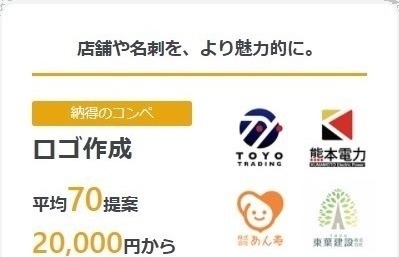 店舗や名刺を、より魅力的に。
納得のコンペ
ロゴ作成
平均70提案
20,000円から
TOYO
TRADING
熊本電力
KUMAMOTO Electric Power
株式会社 あん寿
東葉建設 株式会社